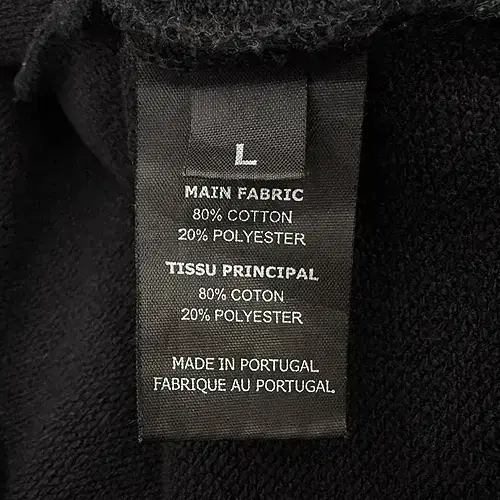 L
MAIN FABRIC
80% COTTON
20% POLYESTER
TISSU PRINCIPAL
80% COTON
20% POLYESTER
MADE IN PORTUGAL
FABRIQUE AU PORTUGAL